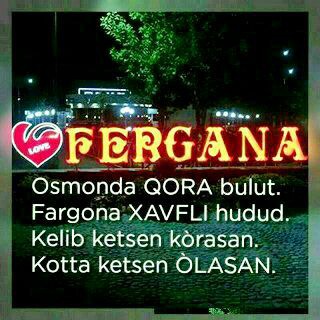 LOVE
FERGANA
Osmonda QORA bulut.
Fargona XAVFLI hudud.
Kelib ketsen kòrasan.
Kotta ketsen ÒLASAN.